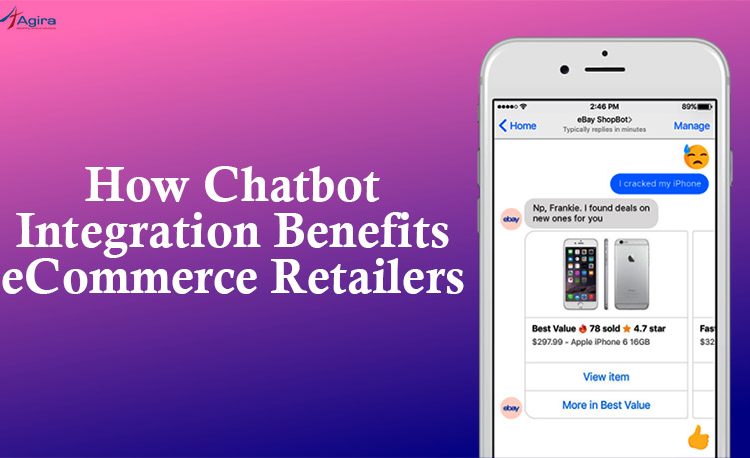 Agira
How Chatbot
Integration Benefits
eCommerce Retailers
2:46 PM
89%
Home
eBay ShopBot>
Typically replies in minutes
Manage
I cracked my iPhone
Np, Frankie. I found deals on
new ones for you
ebay
Best Value 🔥 78 sold ⭐ 4.7 star
$297.99 - Apple iPhone 6 16GB
Fas
$32
View item
More in Best Value
ebay